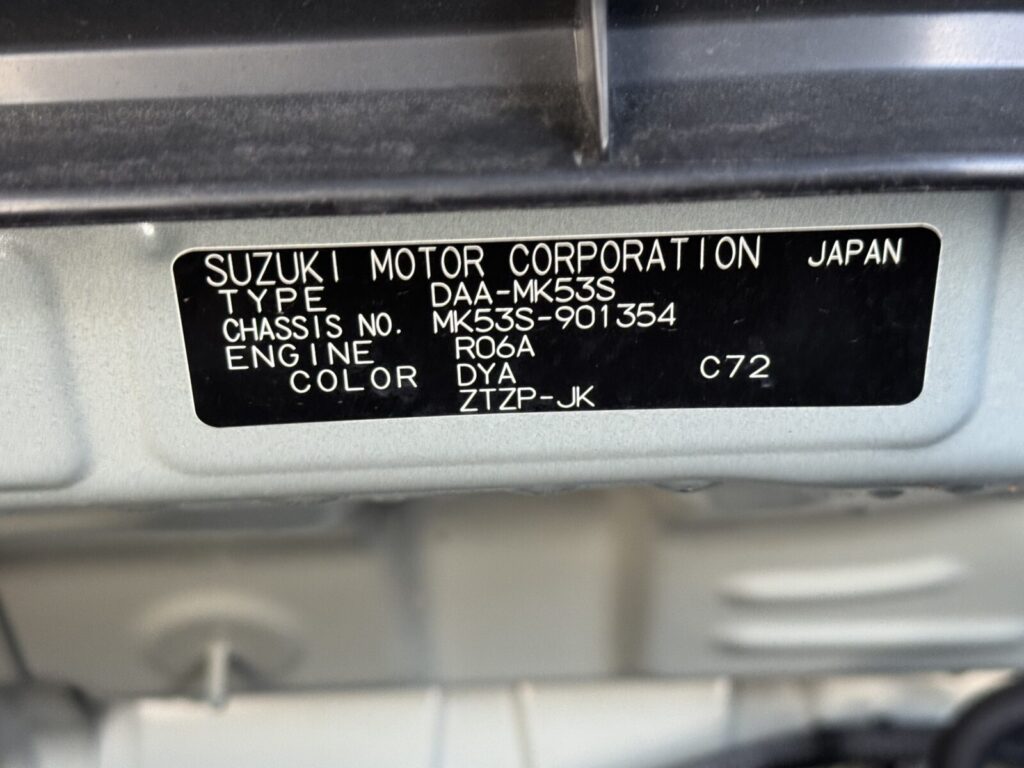 SUZUKI MOTOR CORPORATION JAPAN
TYPE DAA-MK53S
CHASSIS NO. MK53S-901354
ENGINE R06A
COLOR DYA C72
ZTZP-JK